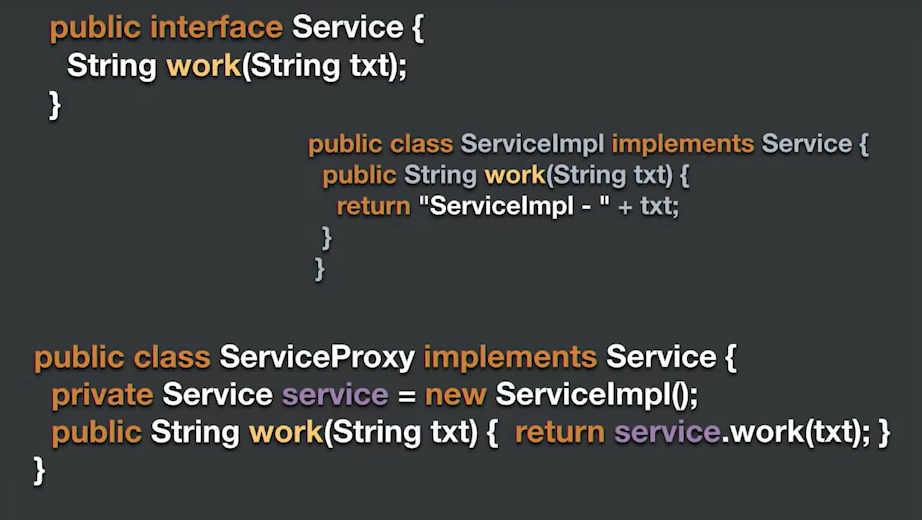 public interface Service {
String work(String txt);
}
public class ServiceImpl implements Service {
public String work(String txt) {
return "ServiceImpl - " + txt;
}
}
public class ServiceProxy implements Service {
private Service service = new ServiceImpl();
public String work(String txt) { return service.work(txt); }
}